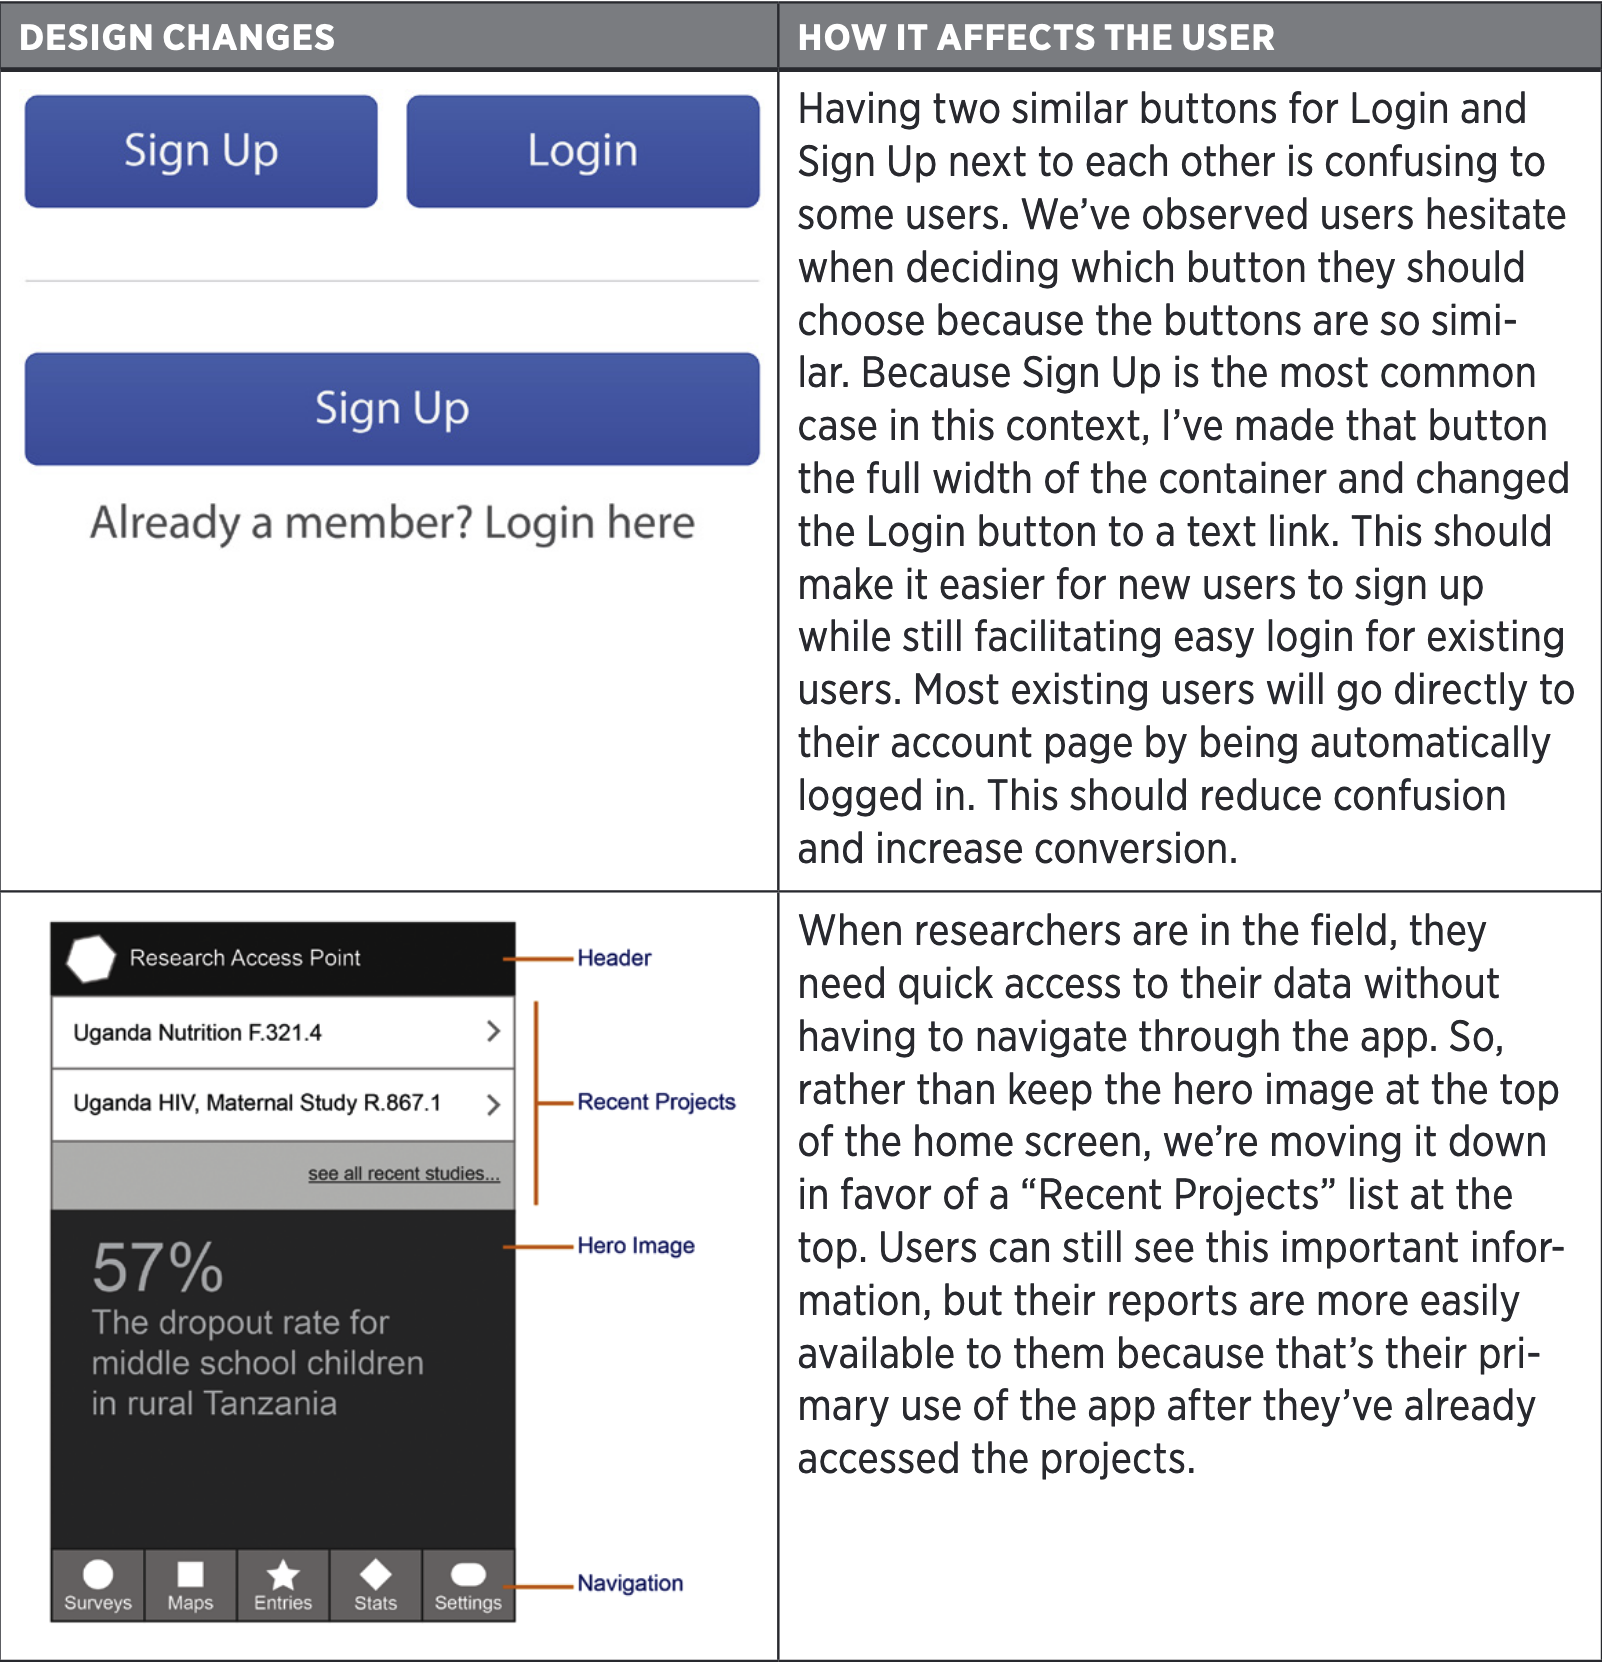 DESIGN CHANGES
HOW IT AFFECTS THE USER
Sign Up
Login
Sign Up
Already a member? Login here
Having two similar buttons for Login and
Sign Up next to each other is confusing to
some users. We’ve observed users hesitate
when deciding which button they should
choose because the buttons are so simi-
lar. Because Sign Up is the most common
case in this context, I’ve made that button
the full width of the container and changed
the Login button to a text link. This should
make it easier for new users to sign up
while still facilitating easy login for existing
users. Most existing users will go directly to
their account page by being automatically
logged in. This should reduce confusion
and increase conversion.
Research Access Point
Uganda Nutrition F.321.4
Uganda HIV, Maternal Study R.867.1
see all recent studies...
57%
The dropout rate for
middle school children
in rural Tanzania
Surveys
Maps
Entries
Stats
Settings
Header
Recent Projects
Hero Image
Navigation
When researchers are in the field, they
need quick access to their data without
having to navigate through the app. So,
rather than keep the hero image at the top
of the home screen, we’re moving it down
in favor of a “Recent Projects” list at the
top. Users can still see this important infor-
mation, but their reports are more easily
available to them because that’s their pri-
mary use of the app after they’ve already
accessed the projects.